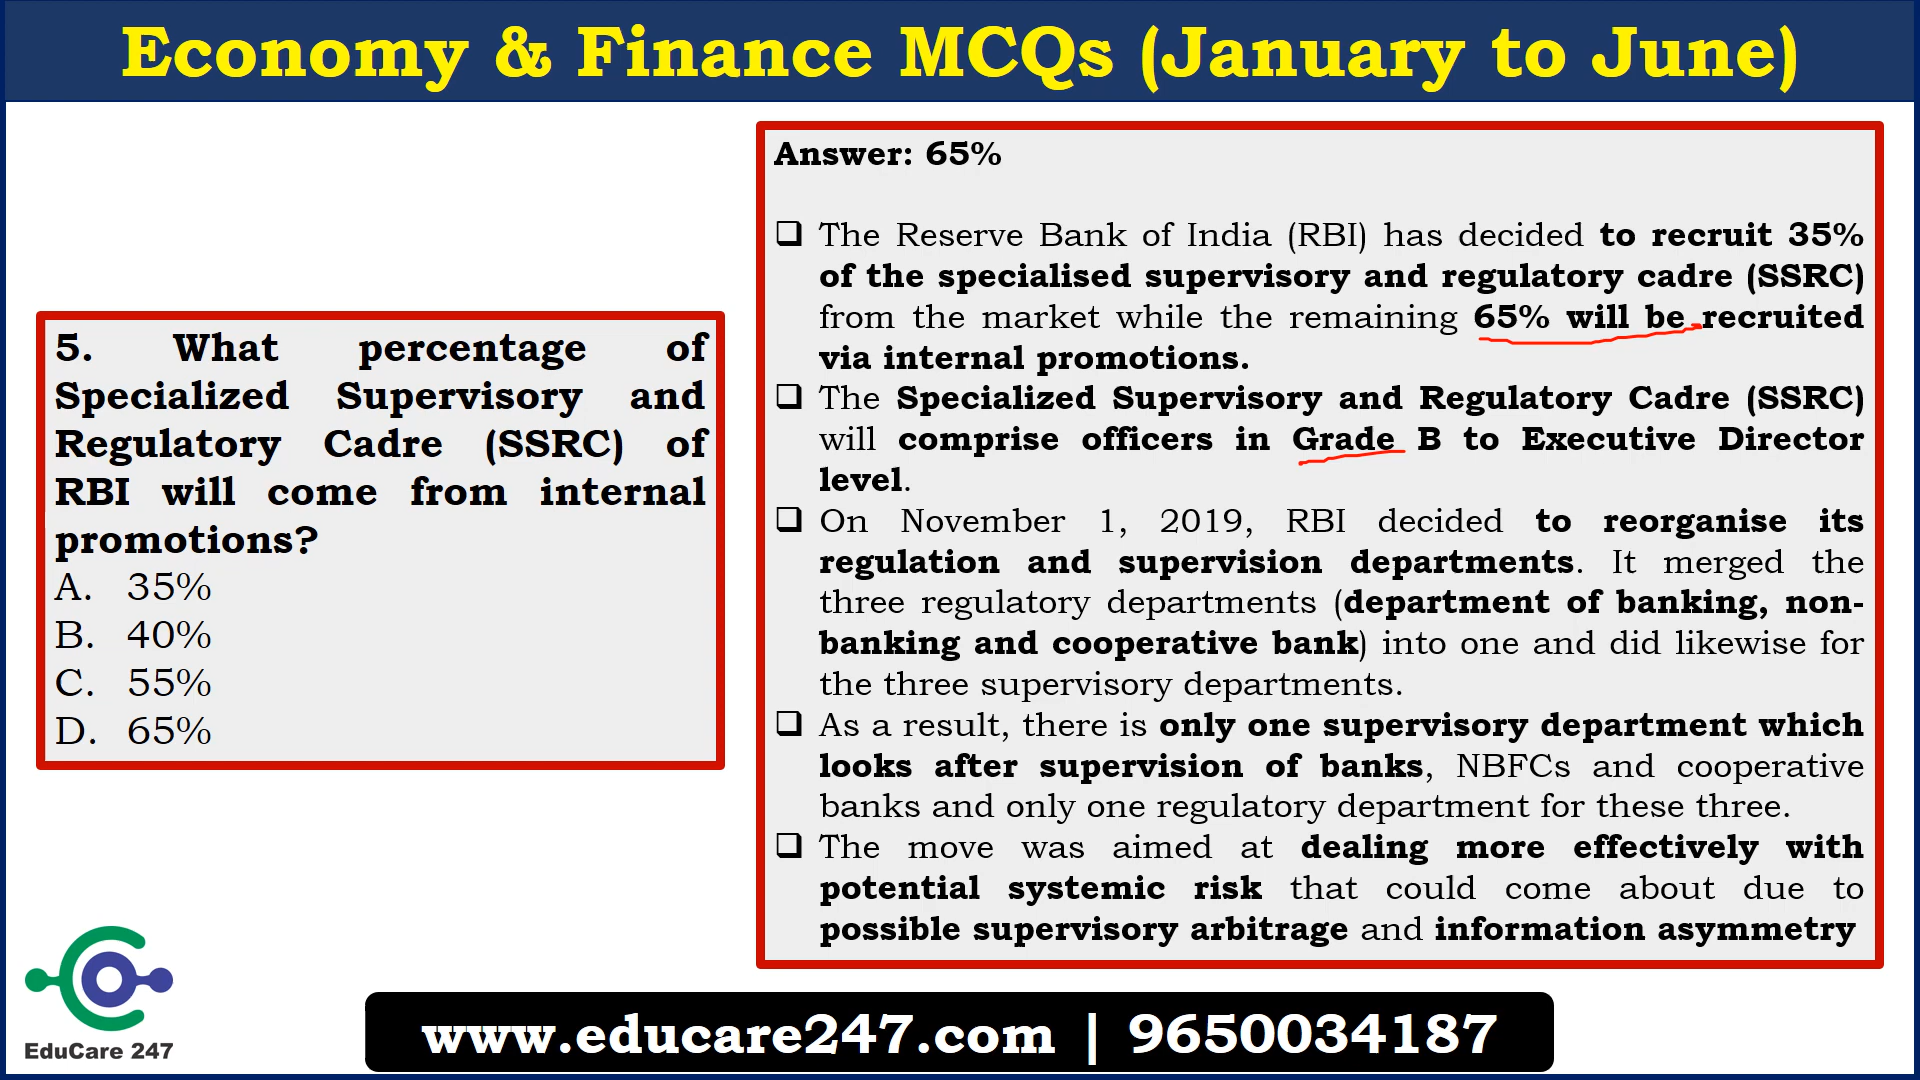 Economy & Finance MCQs (January to June)
5. What percentage of
Specialized Supervisory and
Regulatory Cadre (SSRC) of
RBI will come from internal
promotions?
A. 35%
B. 40%
C. 55%
D. 65%
Answer: 65%
❑ The Reserve Bank of India (RBI) has decided to recruit 35%
of the specialised supervisory and regulatory cadre (SSRC)
from the market while the remaining 65% will be recruited
via internal promotions.
❑ The Specialized Supervisory and Regulatory Cadre (SSRC)
will comprise officers in Grade B to Executive Director
level.
❑ On November 1, 2019, RBI decided to reorganise its
regulation and supervision departments. It merged the
three regulatory departments (department of banking, non-
banking and cooperative bank) into one and did likewise for
the three supervisory departments.
❑ As a result, there is only one supervisory department which
looks after supervision of banks, NBFCs and cooperative
banks and only one regulatory department for these three.
❑ The move was aimed at dealing more effectively with
potential systemic risk that could come about due to
possible supervisory arbitrage and information asymmetry
EduCare 247
www.educare247.com | 9650034187